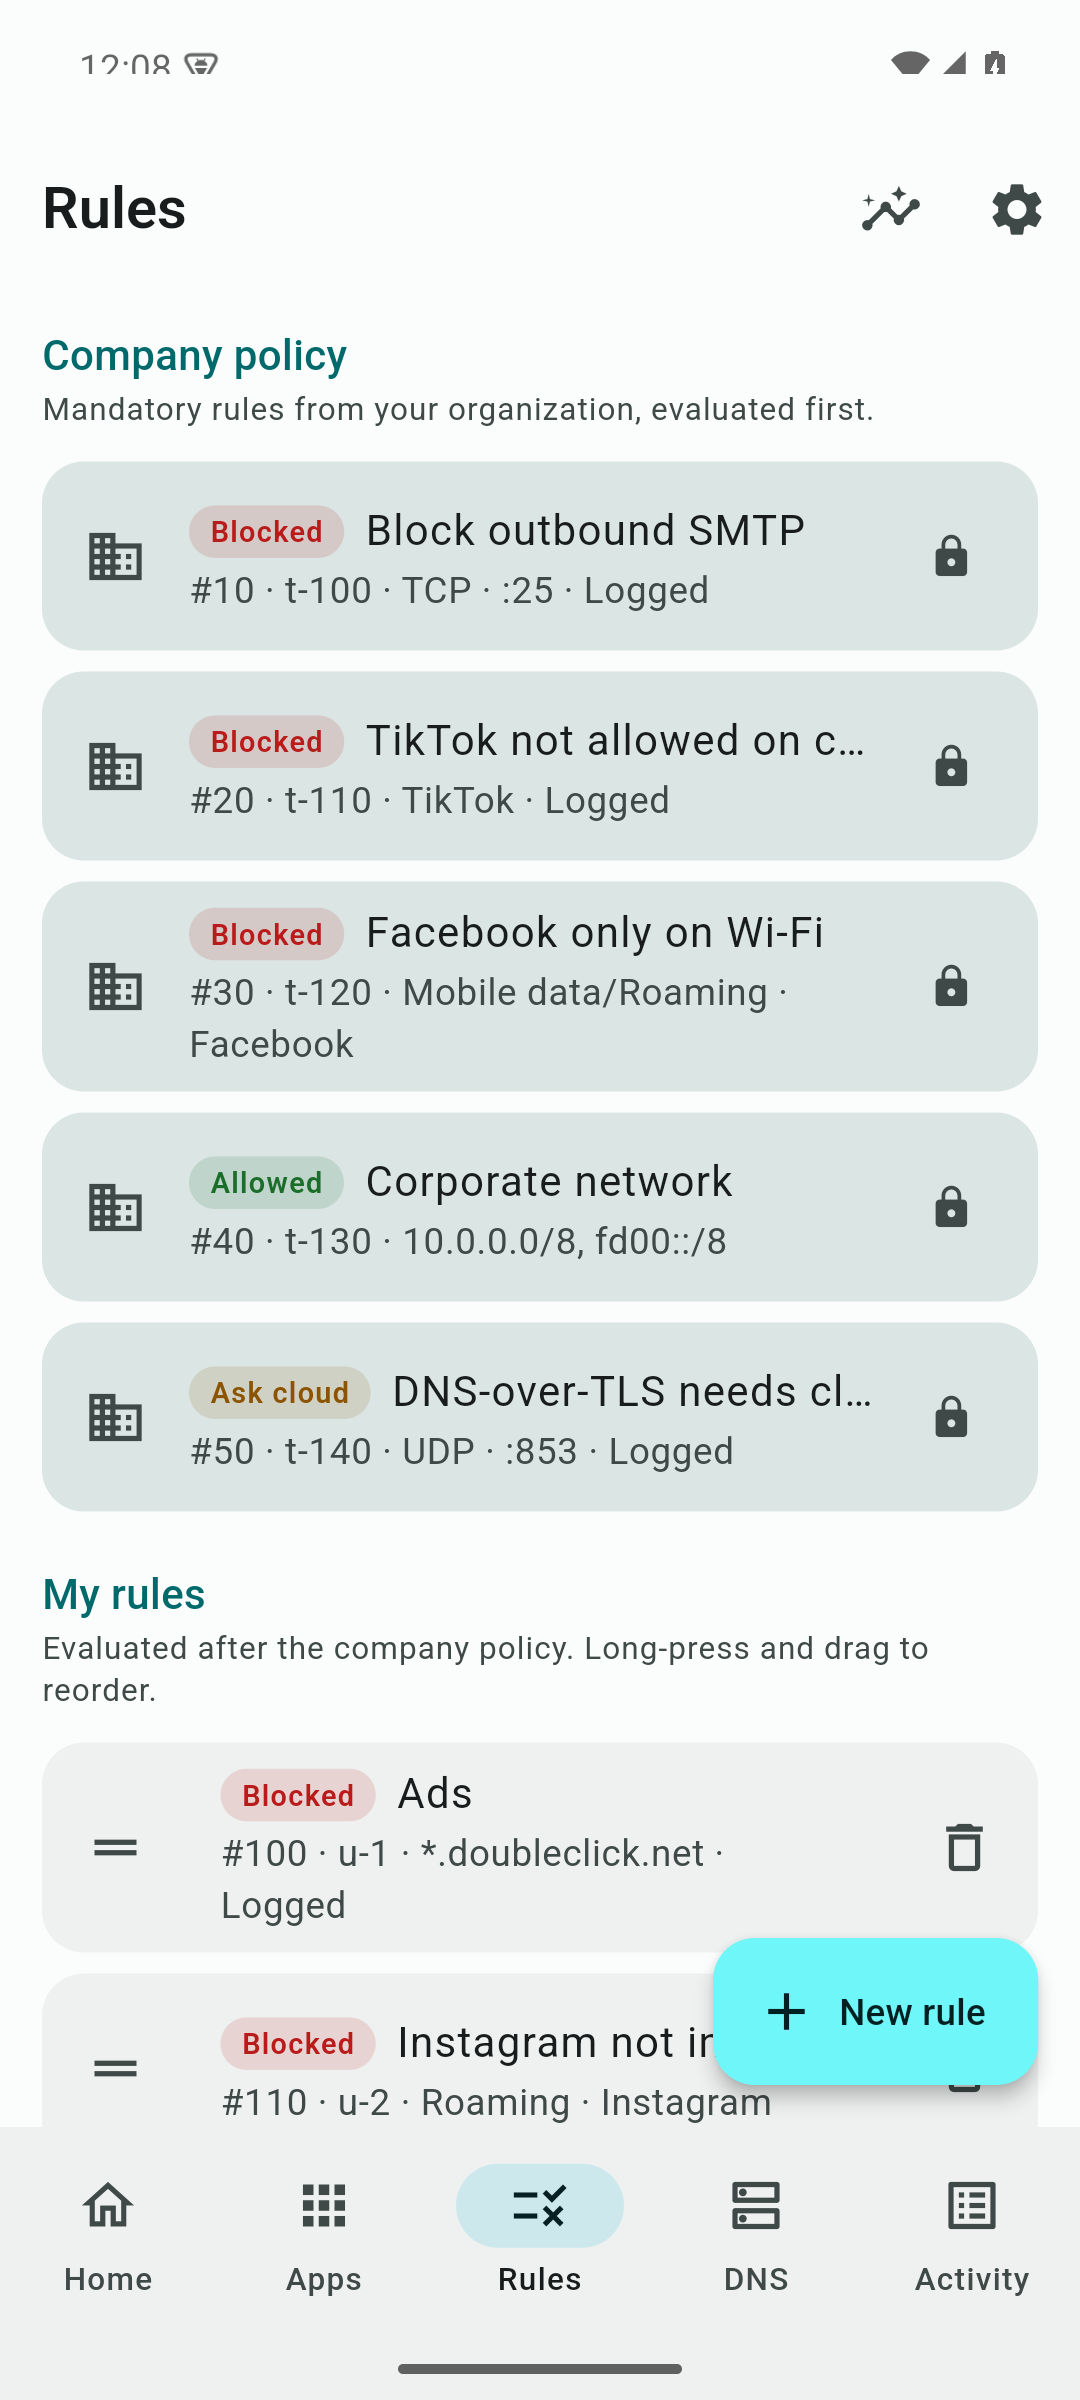 12:08
Rules
Company policy
Mandatory rules from your organization, evaluated first.
Blocked Block outbound SMTP
#10 · t-100 · TCP · :25 · Logged
Blocked TikTok not allowed on c…
#20 · t-110 · TikTok · Logged
Blocked Facebook only on Wi-Fi
#30 · t-120 · Mobile data/Roaming ·
Facebook
Allowed Corporate network
#40 · t-130 · 10.0.0.0/8, fd00::/8
Ask cloud DNS-over-TLS needs cl…
#50 · t-140 · UDP · :853 · Logged
My rules
Evaluated after the company policy. Long-press and drag to
reorder.
Blocked Ads
#100 · u-1 · *.doubleclick.net ·
Logged
Blocked Instagram not
New rule
#110 · u-2 · Roaming · Instagram
Home Apps Rules DNS Activity